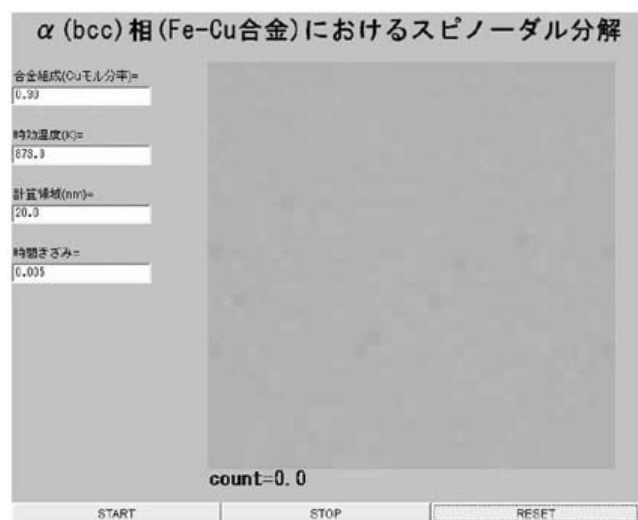 α(bcc)相(Fe-Cu合金)におけるスピノーダル分解
合金組成(Cuモル分率)=
0.30
時効温度(K)=
873.0
計算領域(nm)=
20.0
時間きざみ=
0.005
count=0.0
START
STOP
RESET